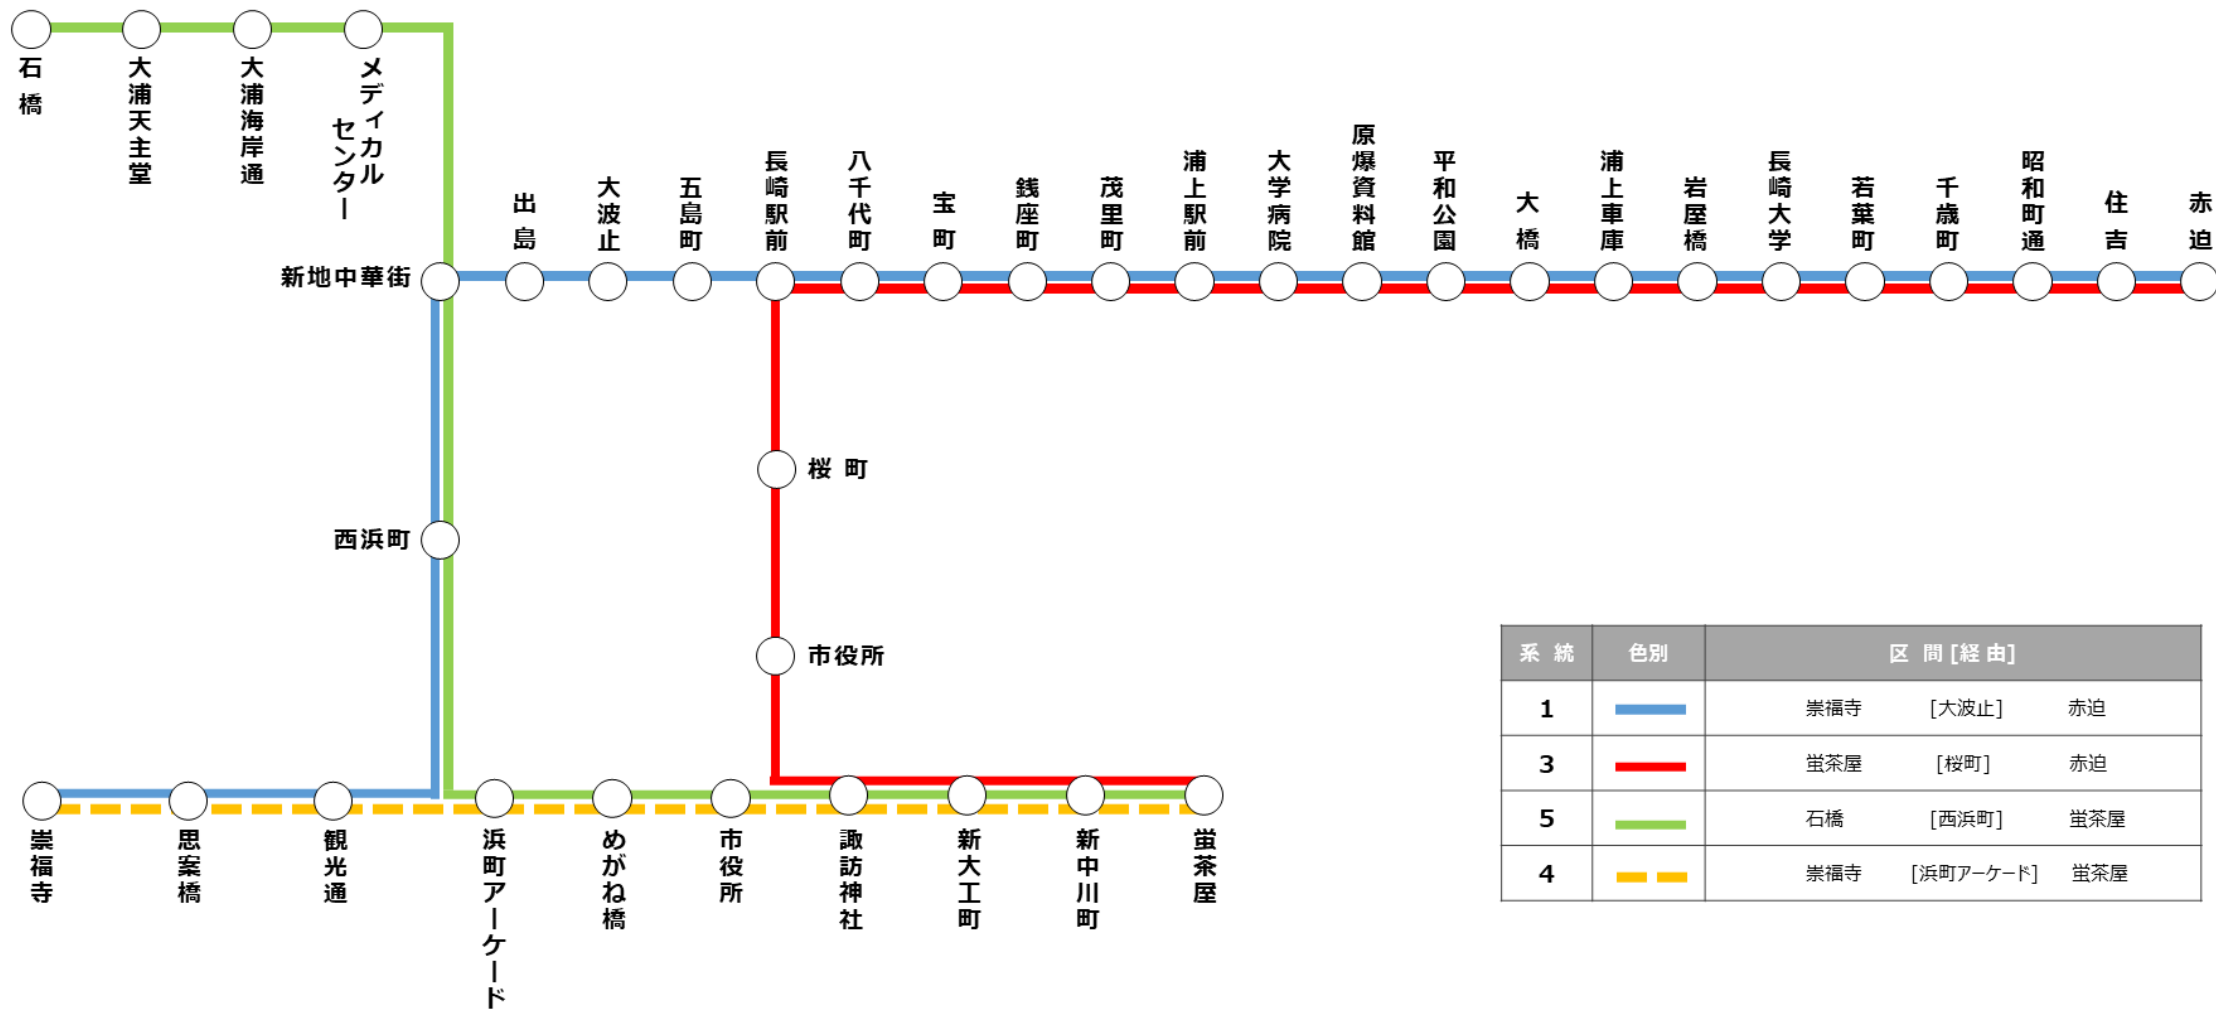 石橋
大浦天主堂
大浦海岸通
メディカル
センター
新地中華街
出島
大波止
五島町
長崎駅前
八千代町
宝町
銭座町
茂里町
浦上駅前
大学病院
原爆資料館
平和公園
大橋
浦上車庫
岩屋橋
長崎大学
若葉町
千歳町
昭和町通
住吉
赤迫
桜町
西浜町
市役所
崇福寺
思案橋
観光通
浜町アーケード
めがね橋
市役所
諏訪神社
新大工町
新中川町
蛍茶屋
系統 色別 区間[経由]
1 崇福寺 [大波止] 赤迫
3 蛍茶屋 [桜町] 赤迫
5 石橋 [西浜町] 蛍茶屋
4 崇福寺 [浜町アーケード] 蛍茶屋